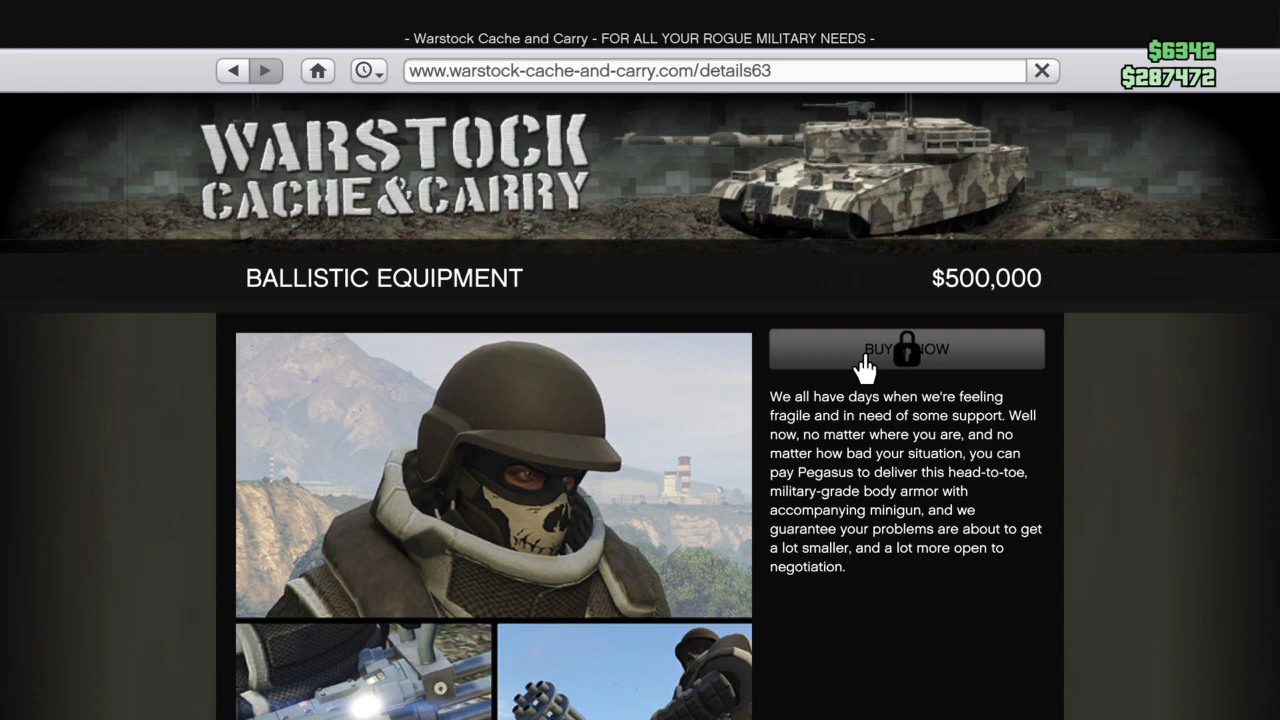 - Warstock Cache and Carry - FOR ALL YOUR ROGUE MILITARY NEEDS -
$6342
www.warstock-cache-and-carry.com/details63
$287472
WARSTOCK
CACHE&CARRY
BALLISTIC EQUIPMENT
$500,000
BUY NOW
We all have days when we're feeling
fragile and in need of some support. Well
now, no matter where you are, and no
matter how bad your situation, you can
pay Pegasus to deliver this head-to-toe,
military-grade body armor with
accompanying minigun, and we
guarantee your problems are about to get
a lot smaller, and a lot more open to
negotiation.